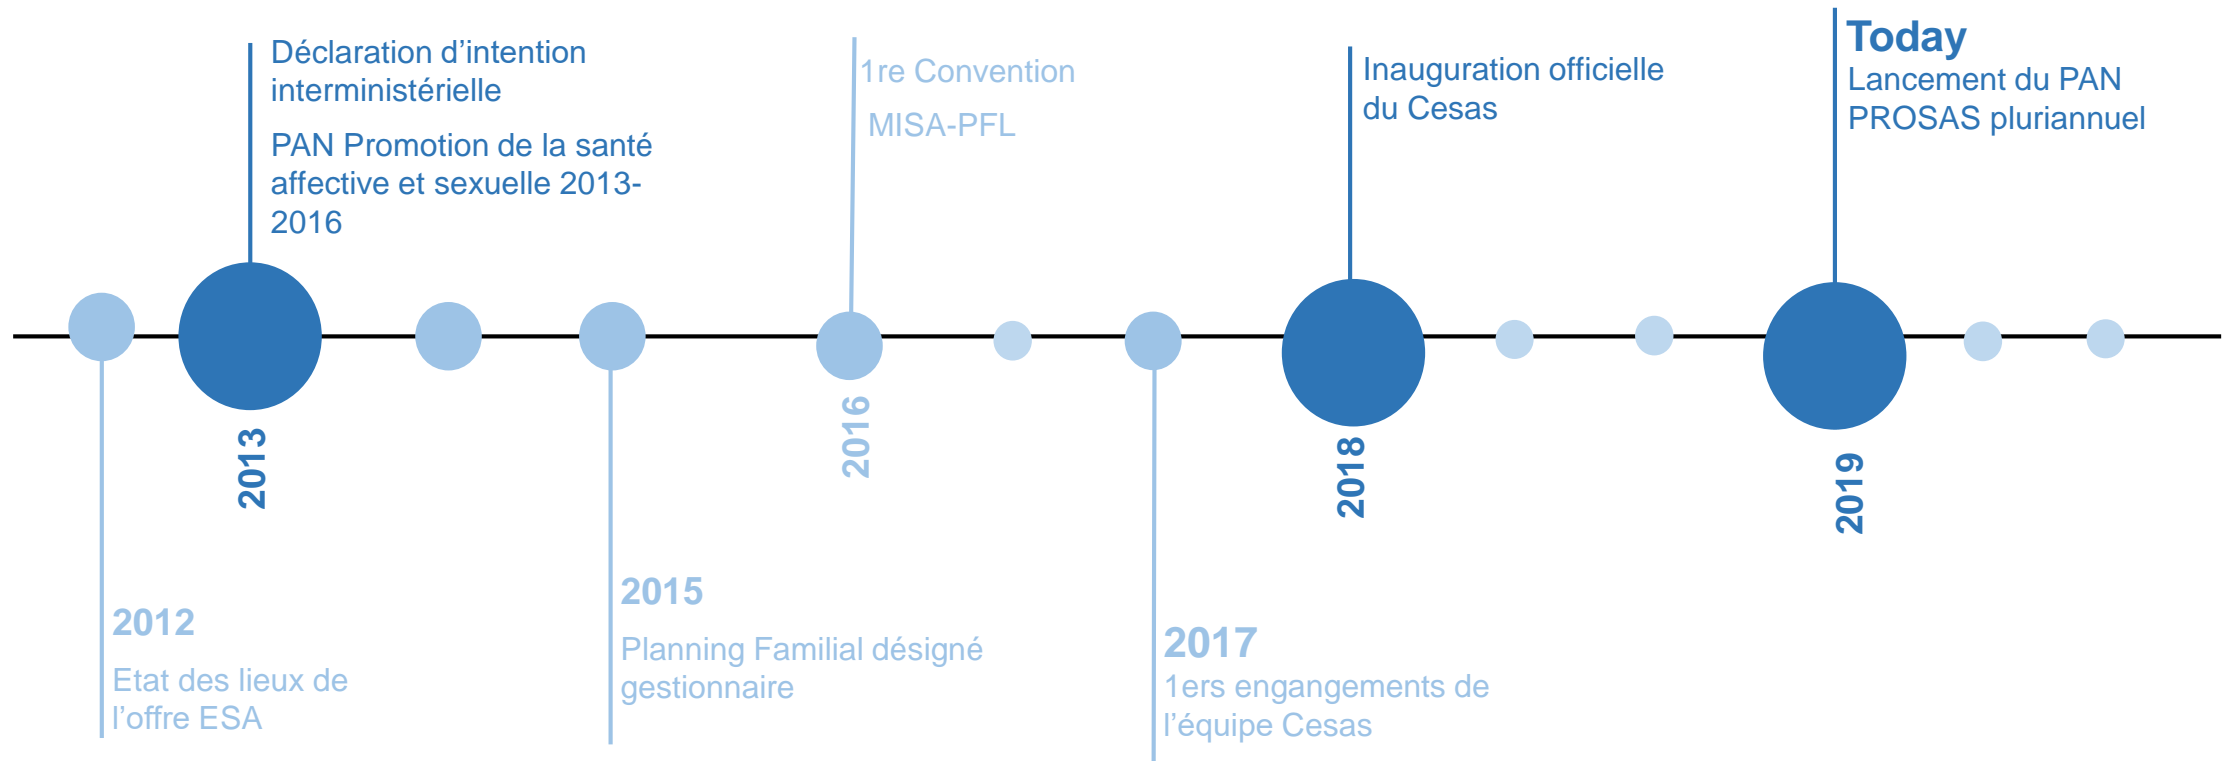 Déclaration d’intention
interministérielle
PAN Promotion de la santé
affective et sexuelle 2013-
2016
2013
1re Convention
MISA-PFL
2016
Inauguration officielle
du Cesas
2018
Today
Lancement du PAN
PROSAS pluriannuel
2019
2012
Etat des lieux de
l’offre ESA
2015
Planning Familial désigné
gestionnaire
2017
1ers engangements de
l’équipe Cesas